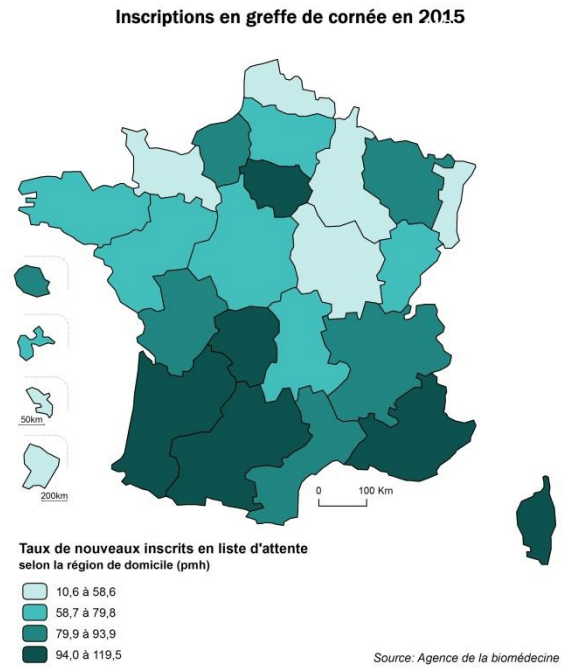 Inscriptions en greffe de cornée en 2015
50km
200km
0 100 Km
Taux de nouveaux inscrits en liste d'attente
selon la région de domicile (pmh)
10,6 à 58,6
58,7 à 79,8
79,9 à 93,9
94,0 à 119,5
Source: Agence de la biomédecine